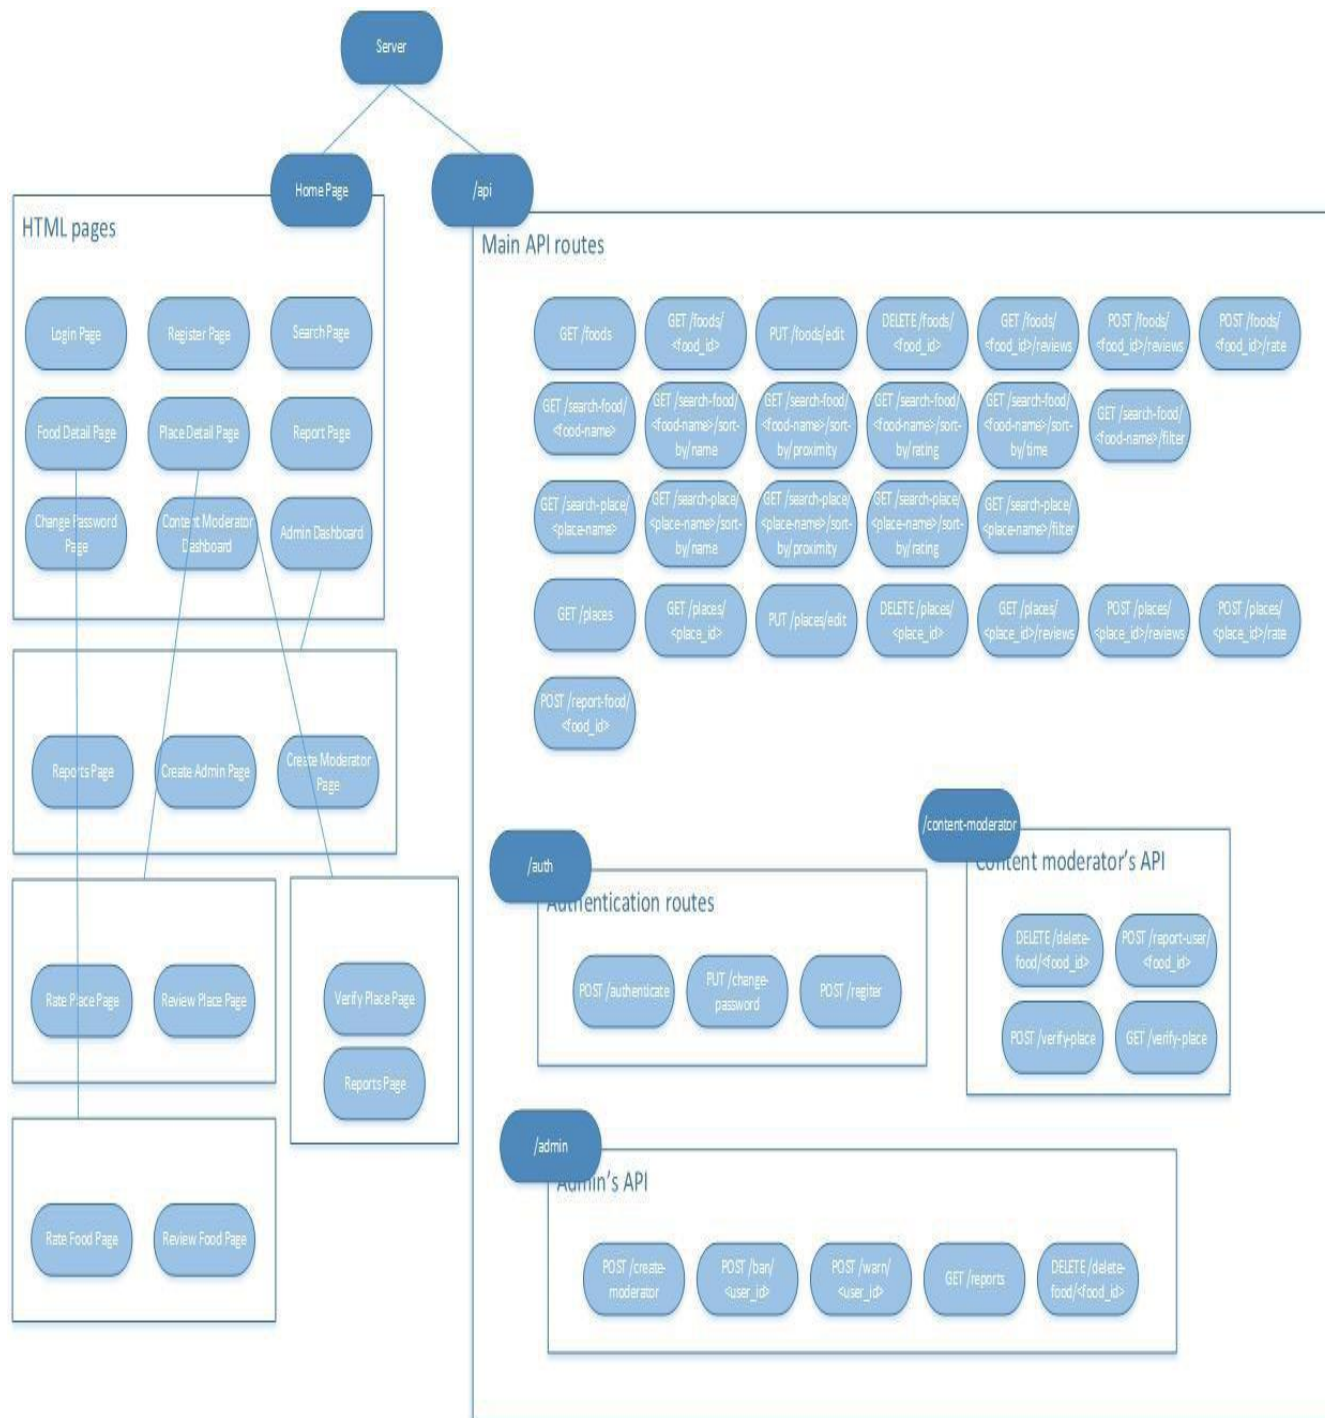 Server
Home Page
/api
HTML pages
Login Page
Register Page
Search Page
Food Detail Page
Place Detail Page
Report Page
Change Password
Page
Content Moderator
Dashboard
Admin Dashboard
Reports Page
Create Admin Page
Create Moderator
Page
Rate Place Page
Review Place Page
Verify Place Page
Reports Page
Rate Food Page
Review Food Page
Main API routes
GET /foods
GET /foods/
<food_id>
PUT /foods/edit
DELETE /foods/
<food_id>
GET /foods/
<food_id>/reviews
POST /foods/
<food_id>/reviews
POST /foods/
<food_id>/rate
GET /search-food/
<food-name>
GET /search-food/
<food-name>/sort-
by/name
GET /search-food/
<food-name>/sort-
by/proximity
GET /search-food/
<food-name>/sort-
by/rating
GET /search-food/
<food-name>/sort-
by/time
GET /search-food/
<food-name>/filter
GET /search-place/
<place-name>
GET /search-place/
<place-name>/sort-
by/name
GET /search-place/
<place-name>/sort-
by/proximity
GET /search-place/
<place-name>/sort-
by/rating
GET /search-place/
<place-name>/filter
GET /places
GET /places/
<place_id>
PUT /places/edit
DELETE /places/
<place_id>
GET /places/
<place_id>/reviews
POST /places/
<place_id>/reviews
POST /places/
<place_id>/rate
POST /report-food/
<food_id>
/auth
Authentication routes
POST /authenticate
PUT /change-
password
POST /regiter
/content-moderator
Content moderator's API
DELETE /delete-
food/<food_id>
POST /report-user/
<food_id>
POST /verify-place
GET /verify-place
/admin
Admin's API
POST /create-
moderator
POST /ban/
<user_id>
POST /warn/
<user_id>
GET /reports
DELETE /delete-
food/<food_id>